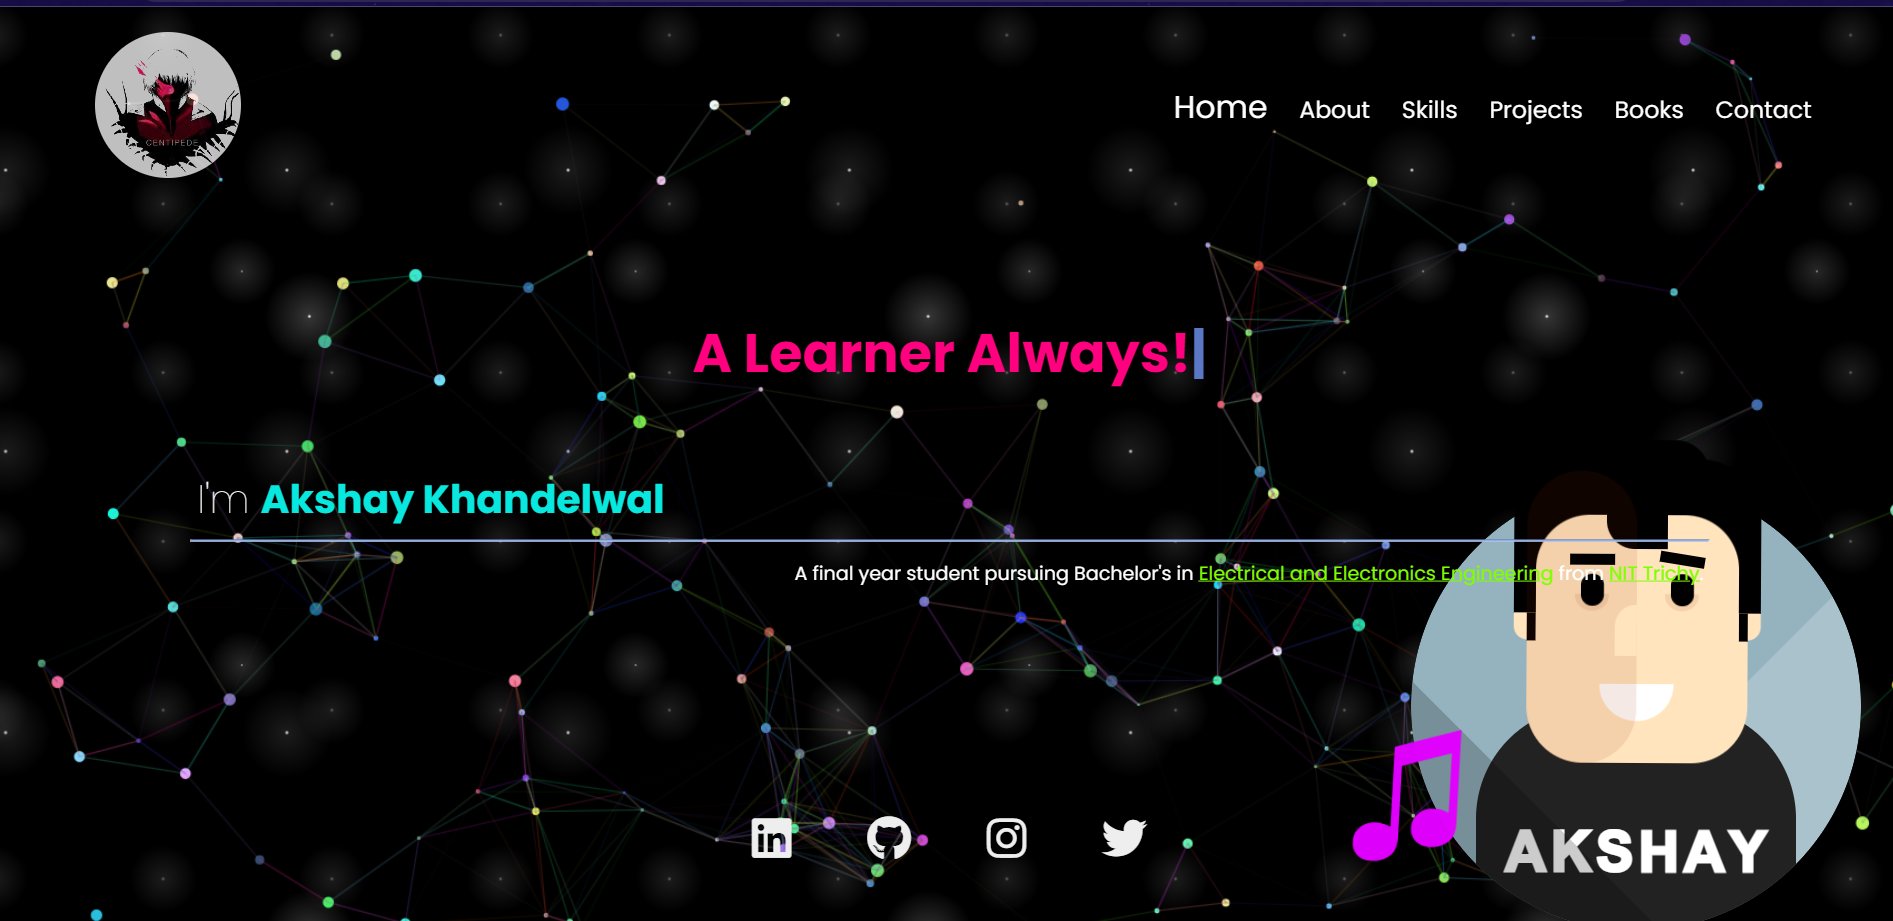 CENTIPEDE
Home About Skills Projects Books Contact
A Learner Always!
I'm Akshay Khandelwal
A final year student pursuing Bachelor's in Electrical and Electronics Engineering from NIT Trichy.
in
AKSHAY